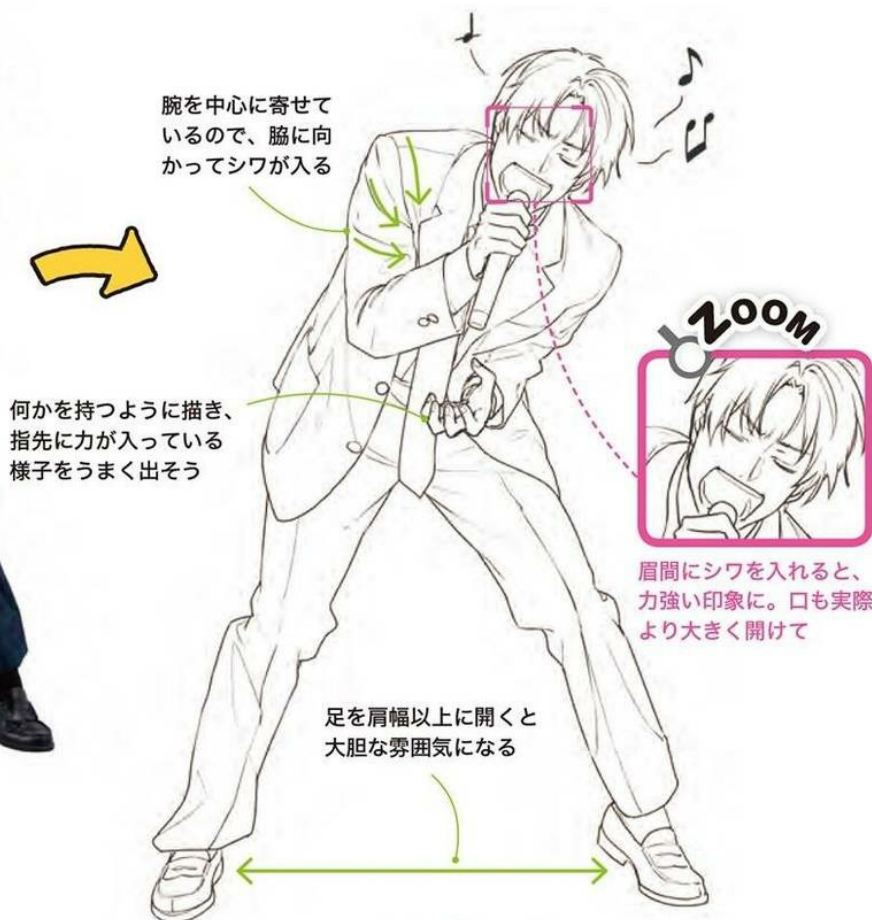 腕を中心に寄せて
いるので、脇に向
かってシワが入る
何かを持つように描き、
指先に力が入っている
様子をうまく出そう
ZOOM
眉間にシワを入れると、
力強い印象に。口も実際
より大きく開けて
足を肩幅以上に開くと
大胆な雰囲気になる